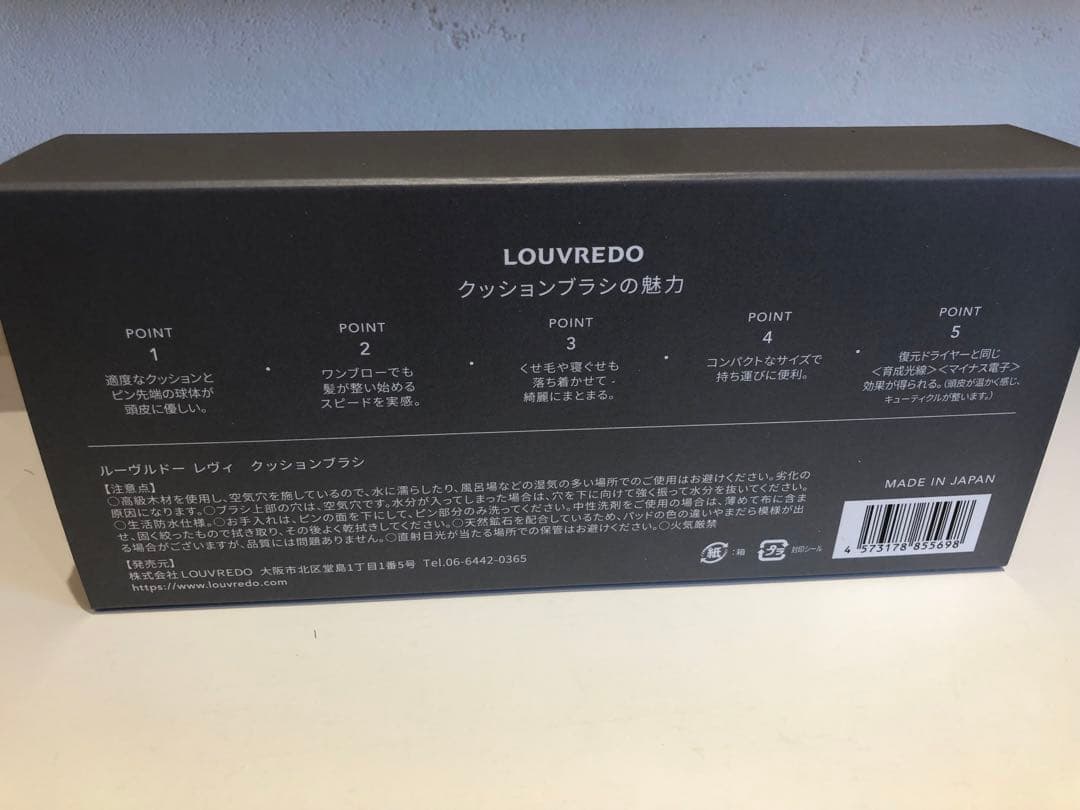 LOUVREDO
クッションブラシの魅力
POINT
1
適度なクッションと
ピン先端の球体が
頭皮に優しい。
POINT
2
ワンブローでも
髪が整い始める
スピードを実感。
POINT
3
くせ毛や寝ぐせも
落ち着かせて -
綺麗にまとまる。
POINT
4
コンパクトなサイズで
持ち運びに便利。
POINT
5
復元ドライヤーと同じ
＜育成光線＞＜マイナス電子＞
効果が得られる。(頭皮が温かく感じ、
キューティクルが整います。)
ルーヴルドー レヴィ クッションブラシ
【注意点】
○高級木材を使用し、空気穴を施しているので、水に濡らしたり、風呂場などの湿気の多い場所でのご使用はお避けください。劣化の
原因になります。○ブラシ上部の穴は、空気穴です。水分が入ってしまった場合は、穴を下に向けて強く振って水分を抜いてください。
○生活防水仕様。○お手入れは、ピンの面を下にして、ピン部分のみ洗ってください。中性洗剤をご使用の場合は、薄めて布に含ま
せ、固く絞ったもので拭き取り、その後よく乾拭きしてください。○天然鉱石を配合しているため、パッドの色の違いやまだら模様が出
る場合がございますが、品質には問題ありません。○直射日光が当たる場所での保管はお避けください。○火気厳禁
【発売元】
株式会社 LOUVREDO 大阪市北区堂島1丁目1番5号 Tel.06-6442-0365
https://www.louvredo.com
MADE IN JAPAN
4 573178 855698
紙 :箱
プラ 封印シール